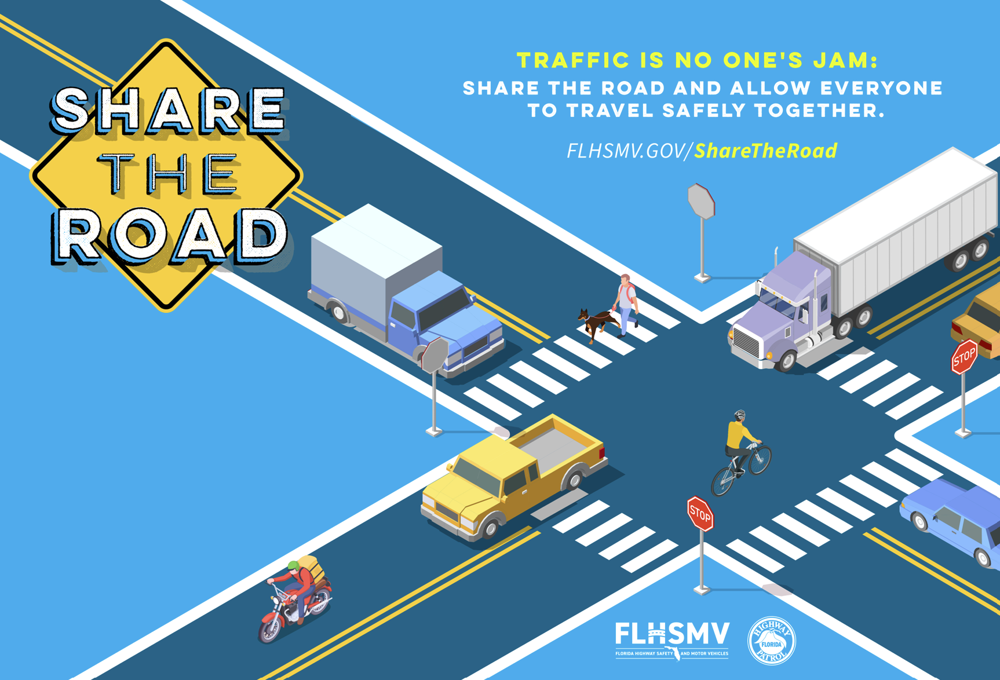 SHARE
THE
ROAD
TRAFFIC IS NO ONE'S JAM:
SHARE THE ROAD AND ALLOW EVERYONE
TO TRAVEL SAFELY TOGETHER.
FLHSMV.GOV/ShareTheRoad
STOP
STOP
FLHSMV
FLORIDA HIGHWAY SAFETY AND MOTOR VEHICLES
HIGHWAY
FLORIDA
PATROL